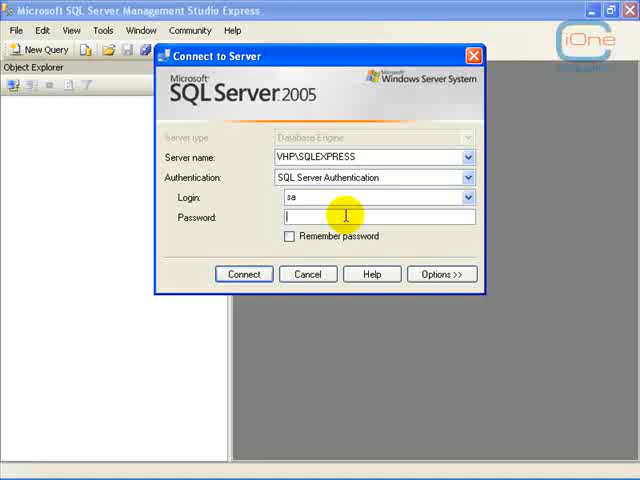 Microsoft SQL Server Management Studio Express
File Edit View Tools Window Community Help
New Query
Object Explorer
iOne
Connect to Server
Microsoft
SQL Server 2005
Microsoft
Windows Server System
Server type: Database Engine
Server name: VHP\SQLEXPRESS
Authentication: SQL Server Authentication
Login: sa
Password:
Remember password
Connect Cancel Help Options >>